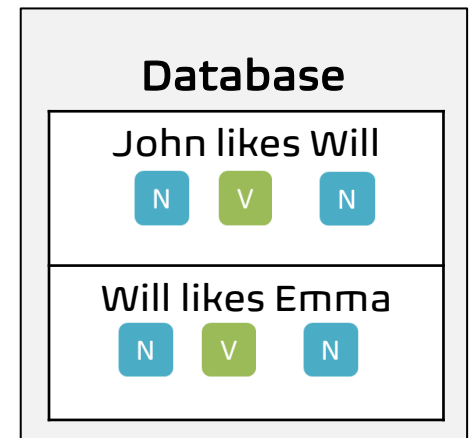 Database
John likes Will
N V N
Will likes Emma
N V N